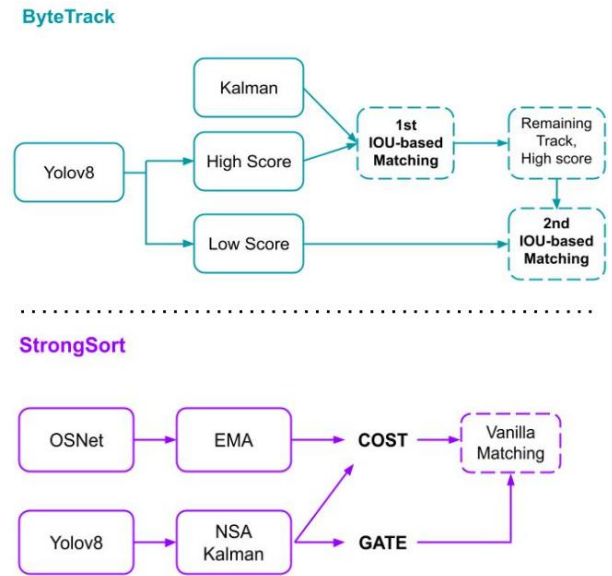 ByteTrack
Kalman
1st
IOU-based
Matching
Remaining
Track,
High score
High Score
Yolov8
Low Score
2nd
IOU-based
Matching
StrongSort
OSNet
EMA
COST
Vanilla
Matching
Yolov8
NSA
Kalman
GATE